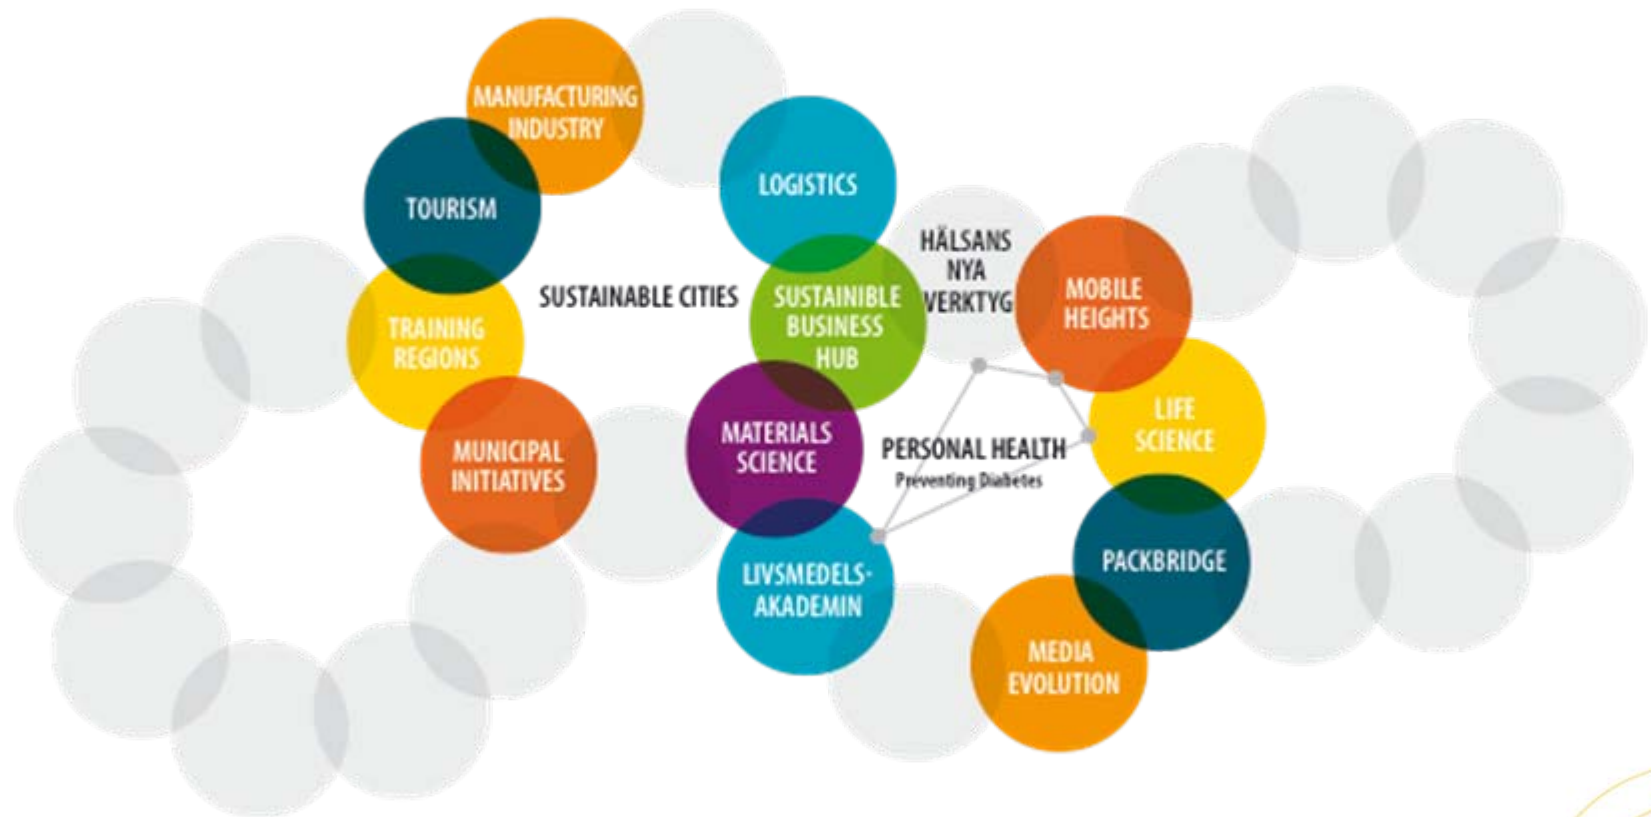 MANUFACTURING
INDUSTRY
TOURISM
LOGISTICS
HÄLSANS
NYA
VERKTYG
MOBILE
HEIGHTS
SUSTAINABLE CITIES
SUSTAINIBLE
BUSINESS
HUB
TRAINING
REGIONS
LIFE
SCIENCE
MATERIALS
SCIENCE
PERSONAL HEALTH
Preventing Diabetes
MUNICIPAL
INITIATIVES
LIVSMEDELS-
AKADEMIN
PACKBRIDGE
MEDIA
EVOLUTION